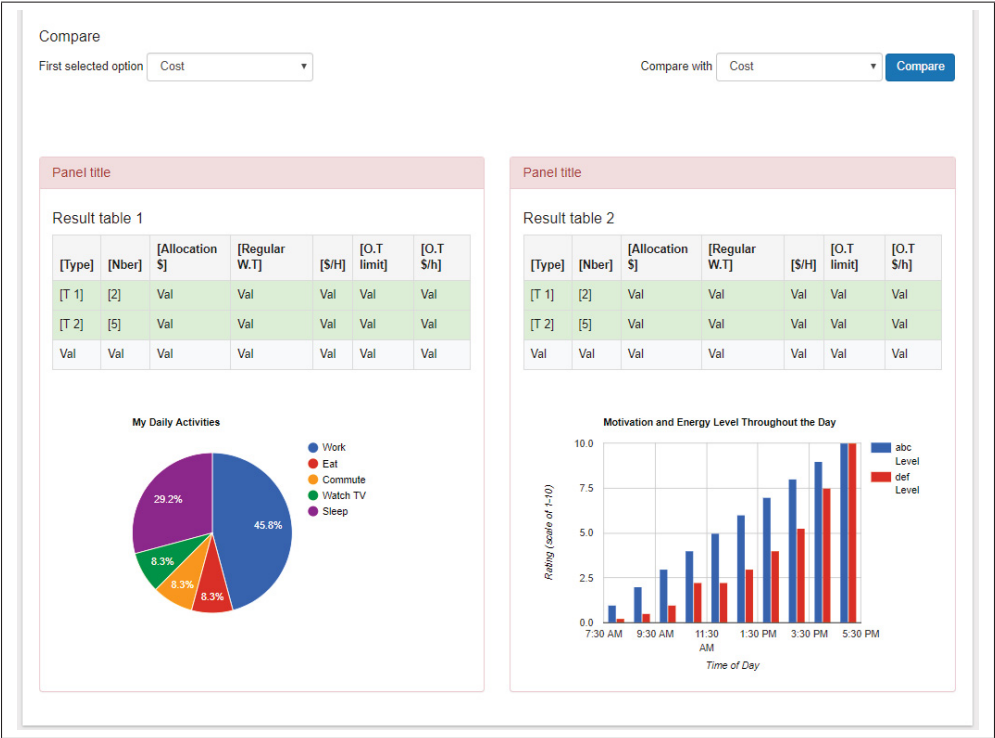 Compare
First selected option Cost
Compare with Cost Compare
Panel title
Result table 1
[Type] [Nber] [Allocation $] [Regular W.T] [$/H] [O.T limit] [O.T $/h]
[T 1] [2] Val Val Val Val Val
[T 2] [5] Val Val Val Val Val
Val Val Val Val Val Val Val
My Daily Activities
Work
Eat
Commute
Watch TV
Sleep
29.2%
45.8%
8.3%
8.3%
8.3%
Panel title
Result table 2
[Type] [Nber] [Allocation $] [Regular W.T] [$/H] [O.T limit] [O.T $/h]
[T 1] [2] Val Val Val Val Val
[T 2] [5] Val Val Val Val Val
Val Val Val Val Val Val Val
Motivation and Energy Level Throughout the Day
10.0
7.5
5.0
2.5
0.0
Rating (scale of 1-10)
abc
Level
def
Level
7:30 AM 9:30 AM 11:30 AM 1:30 PM 3:30 PM 5:30 PM
Time of Day